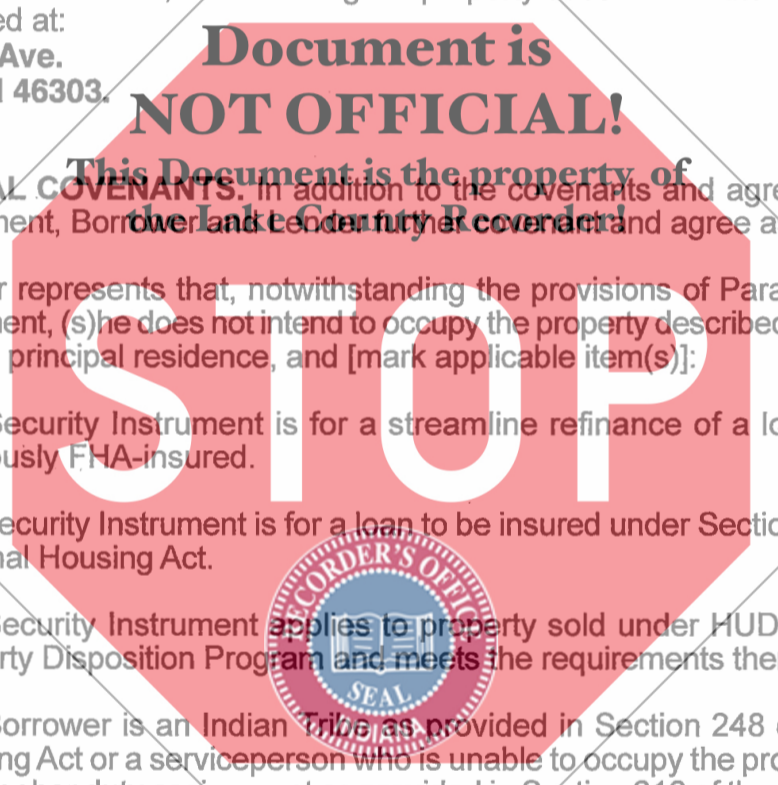 ed at:
Ave.
46303.
Document is
NOT OFFICIAL!
This Document is the property of
the Lake County Recorder!
AL COVENANTS. In addition to the covenants and agre
ment, Borrower and Lender further covenant and agree a
r represents that, notwithstanding the provisions of Para
ent, (s)he does not intend to occupy the property described
principal residence, and [mark applicable item(s)]:
STOP
Security Instrument is for a streamline refinance of a lo
usly FHA-insured.
ecurity Instrument is for a loan to be insured under Sectio
nal Housing Act.
RECORDER'S OFFICE
SEAL
INDIANA
Security Instrument applies to property sold under HUD
rty Disposition Program and meets the requirements the
Borrower is an Indian Tribe as provided in Section 248
ng Act or a serviceperson who is unable to occupy the pro